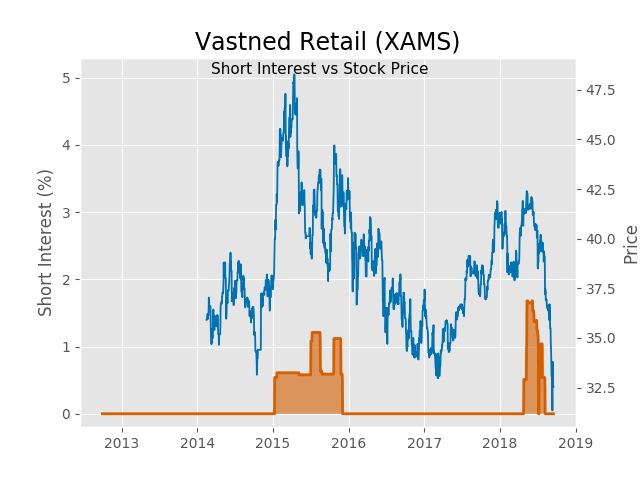 Vastned Retail (XAMS)
Short Interest vs Stock Price
Short Interest (%)
5
4
3
2
1
0
47.5
45.0
42.5
40.0
37.5
35.0
32.5
Price
2013 2014 2015 2016 2017 2018 2019